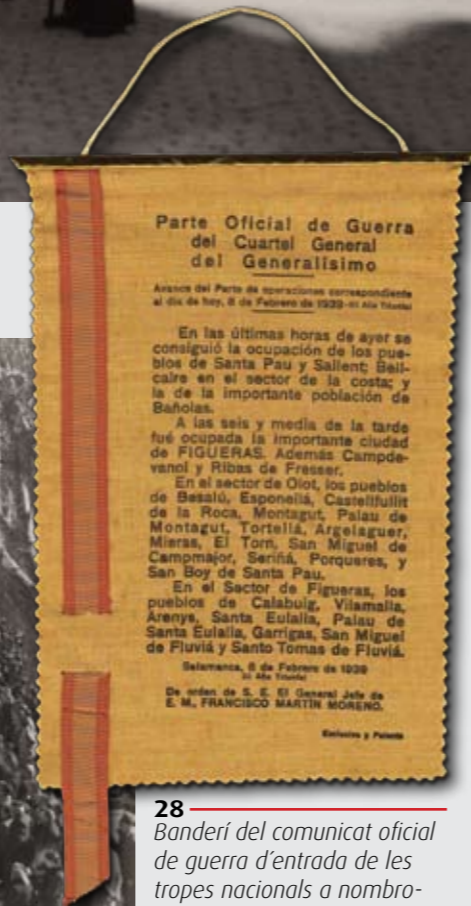 Parte Oficial de Guerra
del Cuartel General
del Generalisimo
Avance del Parte de operaciones correspondiente
al día de hoy, 8 de Febrero de 1939-III Año Triunfal
En las últimas horas de ayer se
consiguió la ocupación de los pue-
blos de Santa Pau y Sallent; Bell-
caire en el sector de la costa; y
la de la importante población de
Bañolas.
A las seis y media de la tarde
fué ocupada la importante ciudad
de FIGUERAS. Además Campde-
vanol y Ribas de Fresser.
En el sector de Olot, los pueblos
de Besalú, Esponellá, Castellfullit
de la Roca, Montagut, Palau de
Montagut, Tortellá, Argelaguer,
Mieras, El Torn, San Miguel de
Campmajor, Seriñá, Porqueres, y
San Boy de Santa Pau.
En el Sector de Figueras, los
pueblos de Calabuig, Vilamalla,
Arenys, Santa Eulalia, Palau de
Santa Eulalia, Garrigas, San Miguel
de Fluviá y Santo Tomas de Fluviá.
Salamanca, 8 de Febrero de 1939
III Año Triunfal
De orden de S. E. El General Jefe de
E. M., FRANCISCO MARTÍN MORENO.
Exclusiva y Patente
28
Banderí del comunicat oficial
de guerra d'entrada de les
tropes nacionals a nombro-